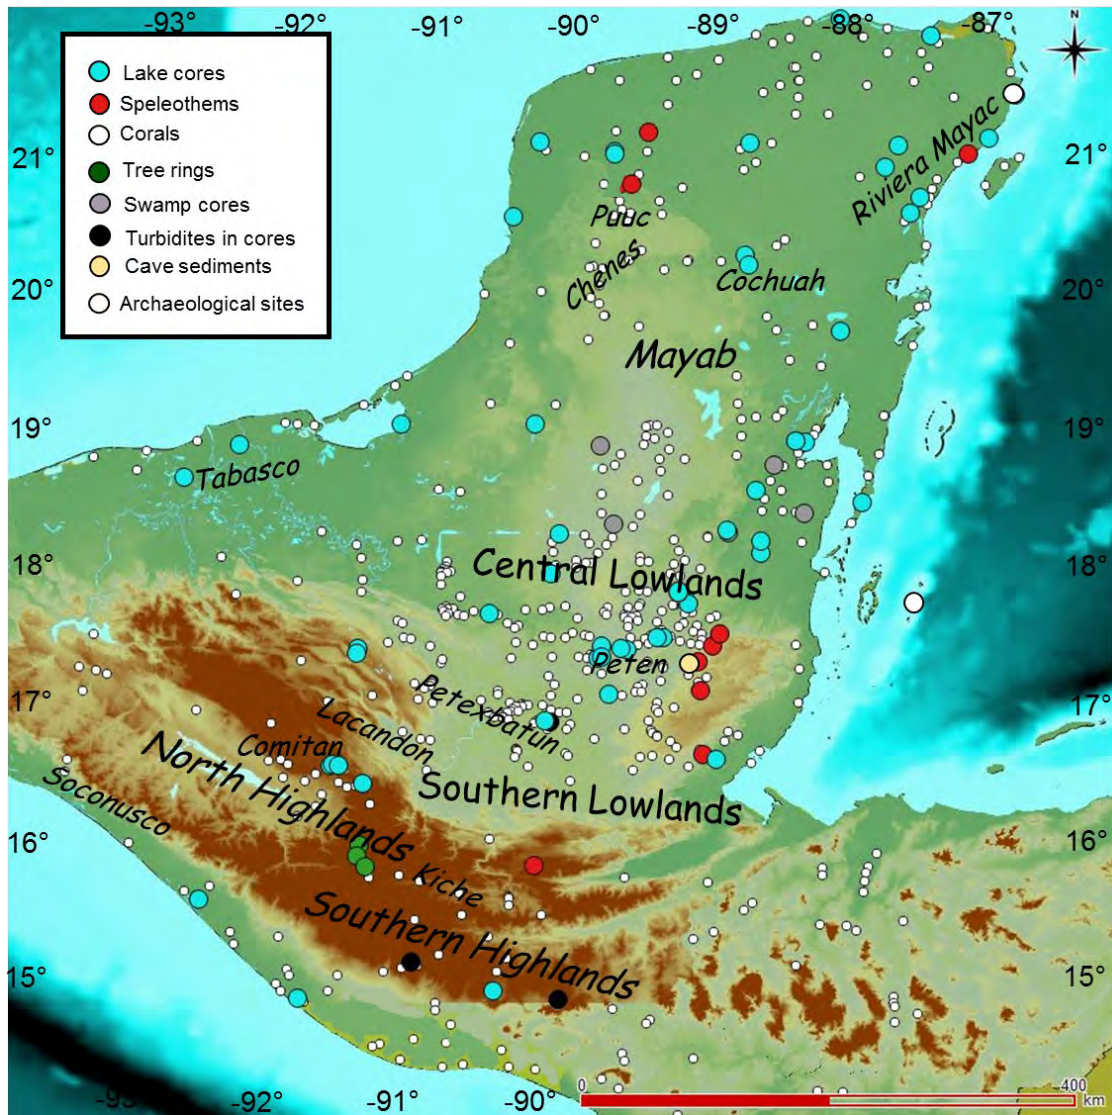 -93°
-92°
-91°
-90°
-89°
-88°
-87°
N
Lake cores
Speleothems
Corals
Tree rings
Swamp cores
Turbidites in cores
Cave sediments
Archaeological sites
21°
21°
Riviera Mayac
Puuc
Chenes
Cochuah
20°
20°
Mayab
19°
19°
Tabasco
18°
Central Lowlands
18°
Peten
17°
Petexbatun
17°
Lacandon
Comitan
North Highlands
Soconusco
Southern Lowlands
16°
16°
Kiche
Southern Highlands
15°
15°
0
400
km
-93°
-92°
-91°
-90°